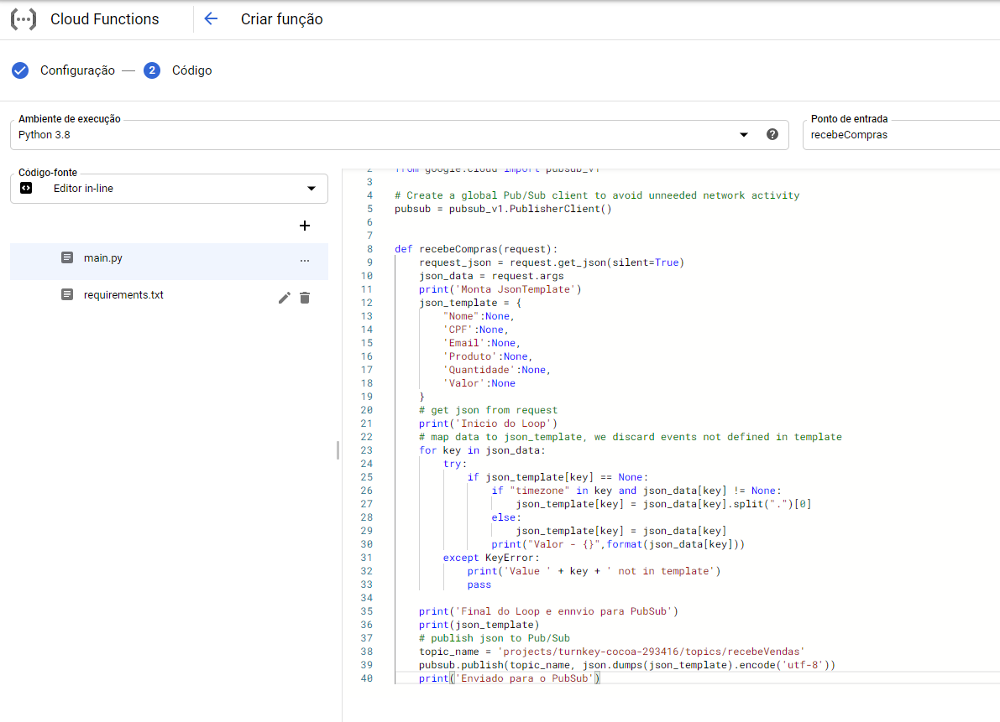 Cloud Functions
Criar função
Configuração
2
Código
Ambiente de execução
Python 3.8
Ponto de entrada
recebeCompras
Código-fonte
Editor in-line
main.py
requirements.txt
2 from google.cloud import pubsub_v1
3
4 # Create a global Pub/Sub client to avoid unneeded network activity
5 pubsub = pubsub_v1.PublisherClient()
6
7
8 def recebeCompras(request):
9 request_json = request.get_json(silent=True)
10 json_data = request.args
11 print('Monta JsonTemplate')
12 json_template = {
13 "Nome":None,
14 'CPF':None,
15 'Email':None,
16 'Produto':None,
17 'Quantidade':None,
18 'Valor':None
19 }
20 # get json from request
21 print('Inicio do Loop')
22 # map data to json_template, we discard events not defined in template
23 for key in json_data:
24 try:
25 if json_template[key] == None:
26 if "timezone" in key and json_data[key] != None:
27 json_template[key] = json_data[key].split(".")[0]
28 else:
29 json_template[key] = json_data[key]
30 print("Valor - {}",format(json_data[key]))
31 except KeyError:
32 print('Value ' + key + ' not in template')
33 pass
34
35 print('Final do Loop e ennvio para PubSub')
36 print(json_template)
37 # publish json to Pub/Sub
38 topic_name = 'projects/turnkey-cocoa-293416/topics/recebeVendas'
39 pubsub.publish(topic_name, json.dumps(json_template).encode('utf-8'))
40 print('Enviado para o PubSub')